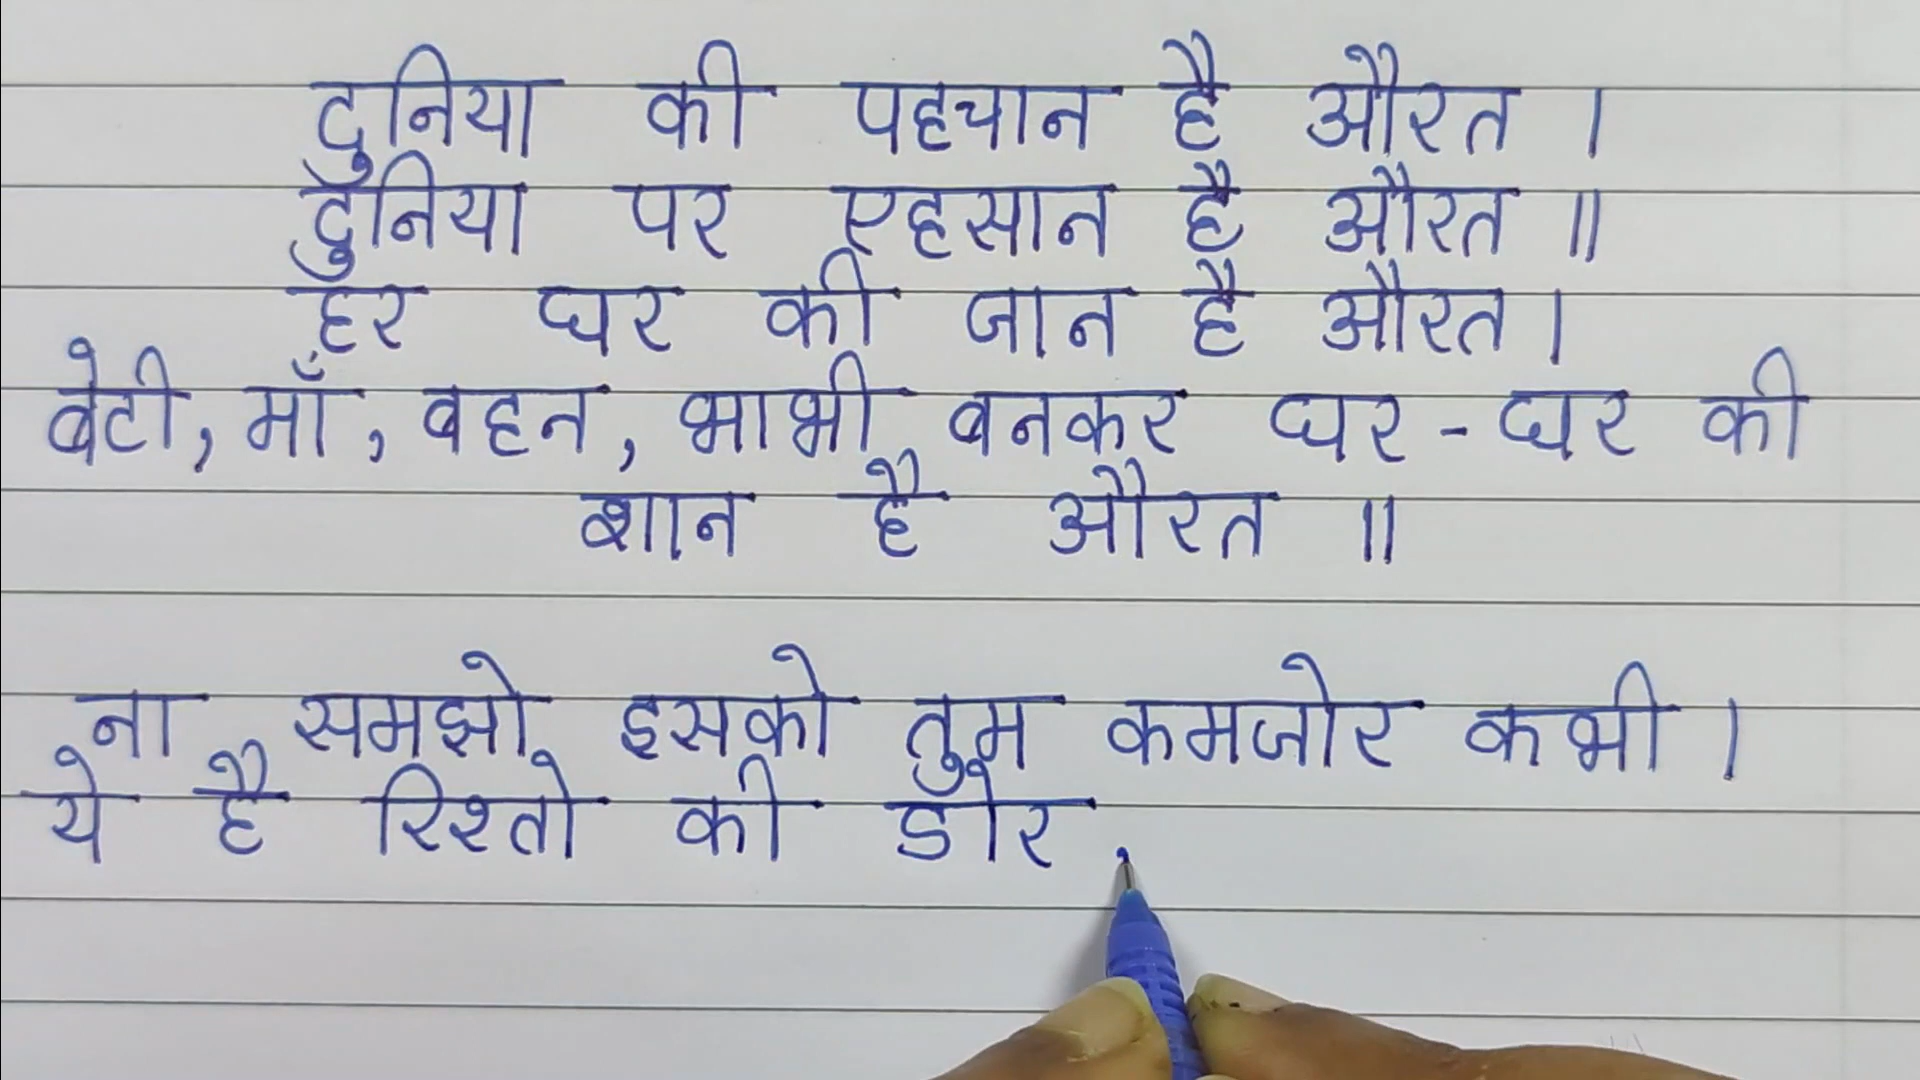 दुनिया की पहचान है औरत ।
दुनिया पर एहसान है औरत ॥
हर घर की जान है औरत ।
बेटी, माँ, बहन, भाभी बनकर घर - घर की
शान है औरत ॥
ना समझो इसको तुम कमजोर कभी ।
ये है रिश्तो की डोर,